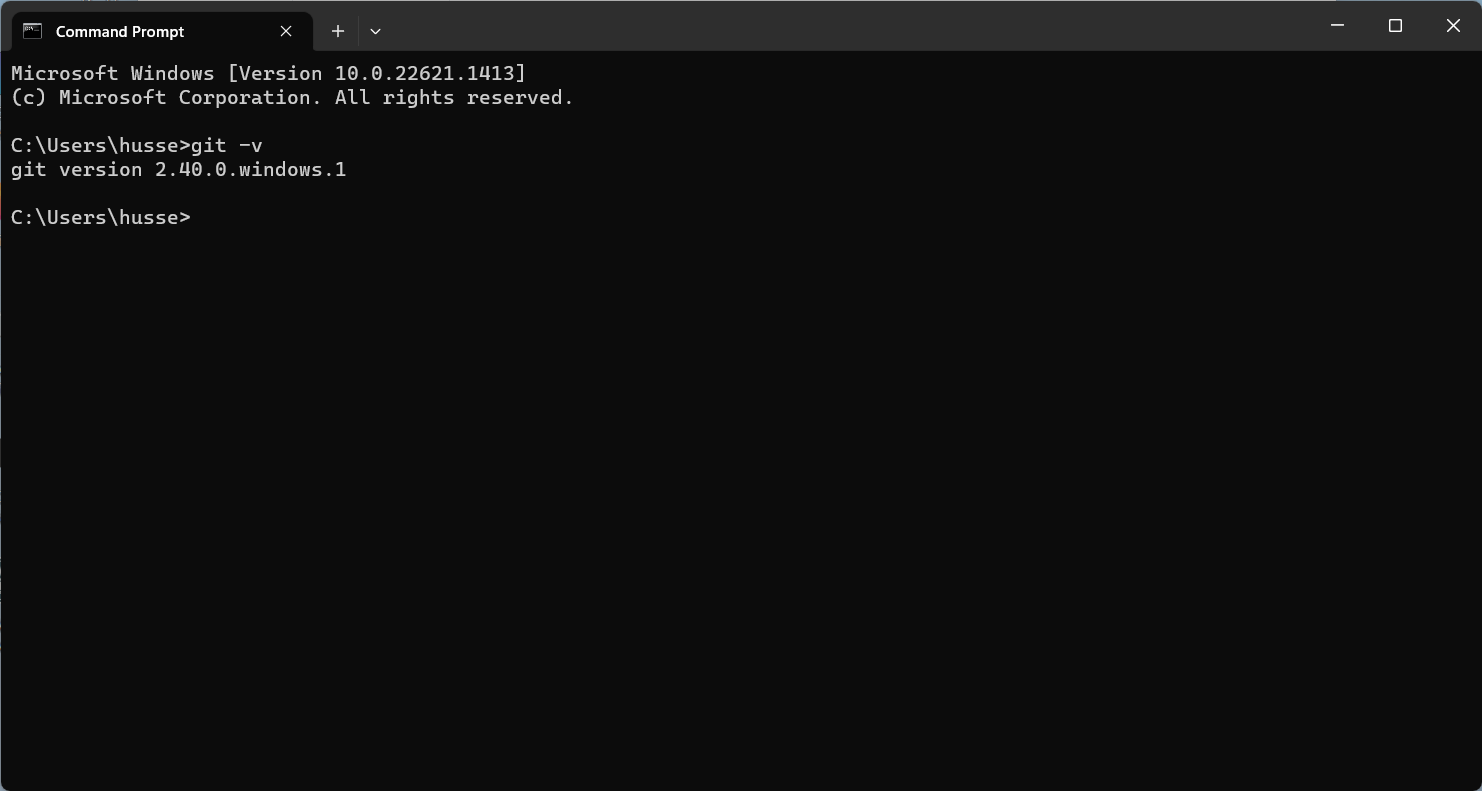 Command Prompt
Microsoft Windows [Version 10.0.22621.1413]
(c) Microsoft Corporation. All rights reserved.
C:\Users\husse>git -v
git version 2.40.0.windows.1
C:\Users\husse>